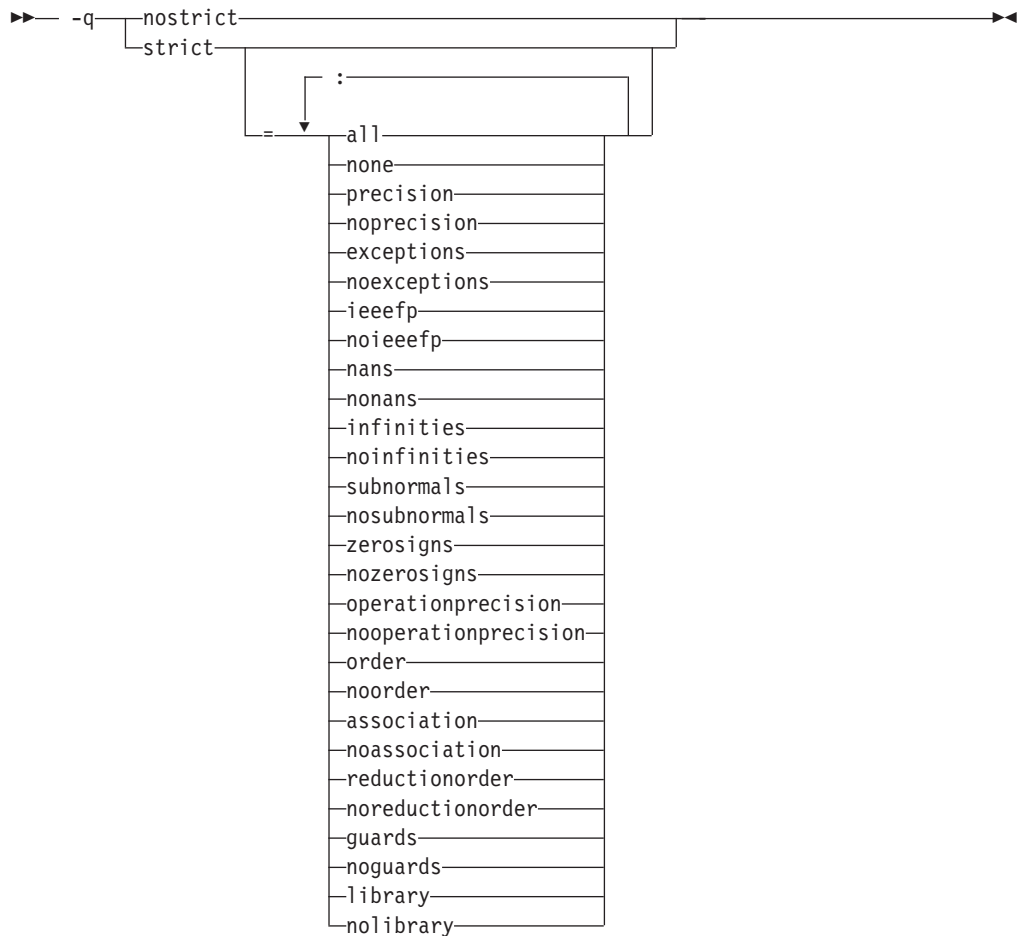 -q nostrict
strict
:
= all
none
precision
noprecision
exceptions
noexceptions
ieeefp
noieeefp
nans
nonans
infinities
noinfinities
subnormals
nosubnormals
zerosigns
nozerosigns
operationprecision
nooperationprecision
order
noorder
association
noassociation
reductionorder
noreductionorder
guards
noguards
library
nolibrary